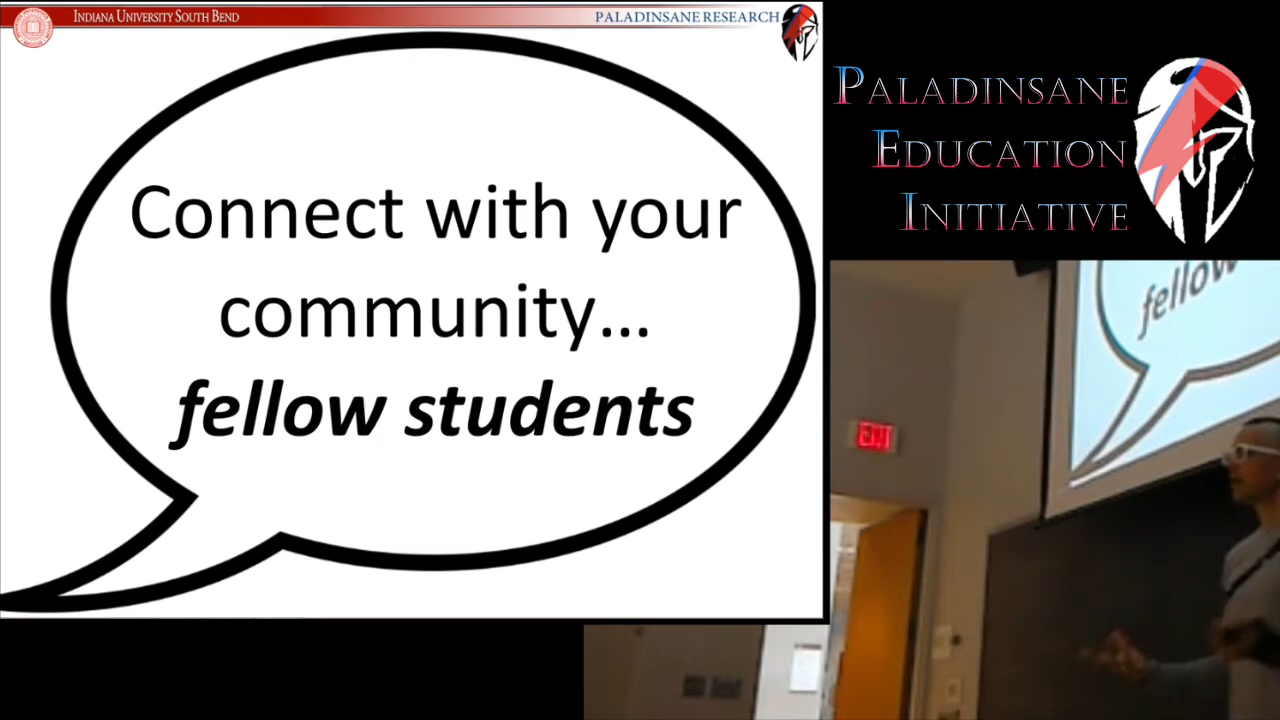 INDIANA UNIVERSITY SOUTH BEND
PALADINSANE RESEARCH
Connect with your
community...
fellow students
PALADINSANE
EDUCATION
INITIATIVE
fellow
EXIT